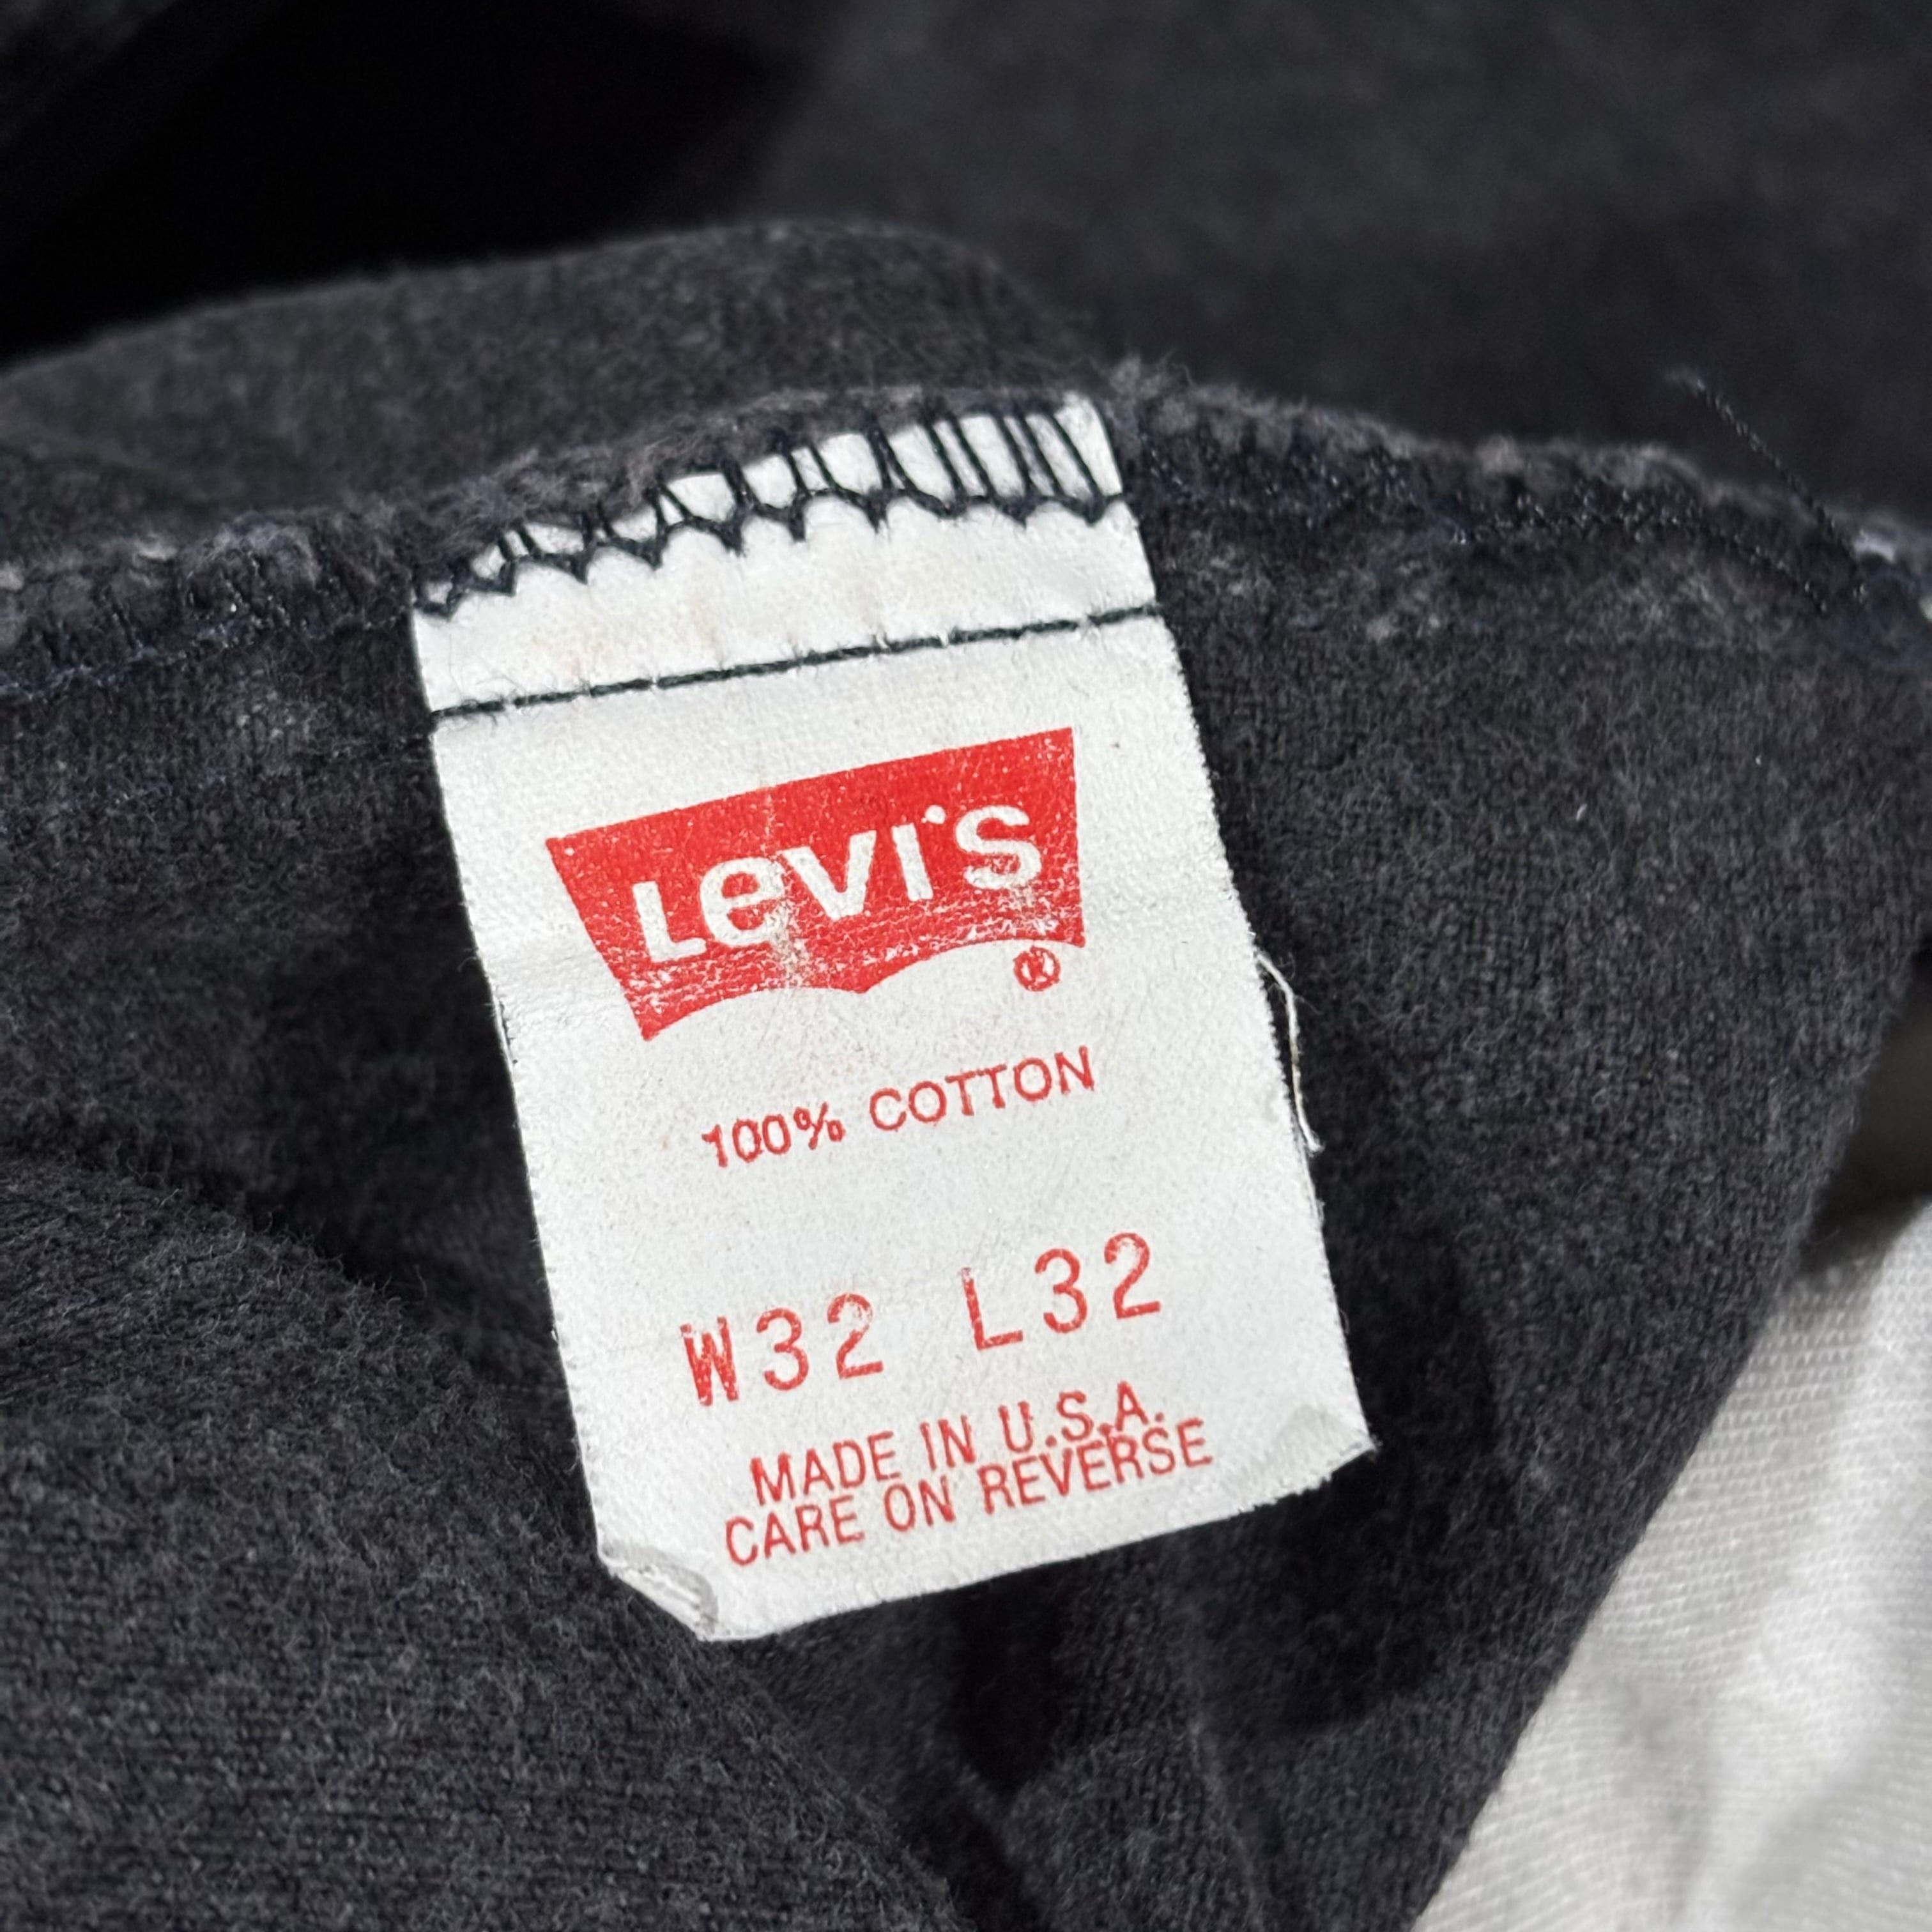 Levi's
®
100% COTTON
W32 L32
MADE IN U.S.A.
CARE ON REVERSE